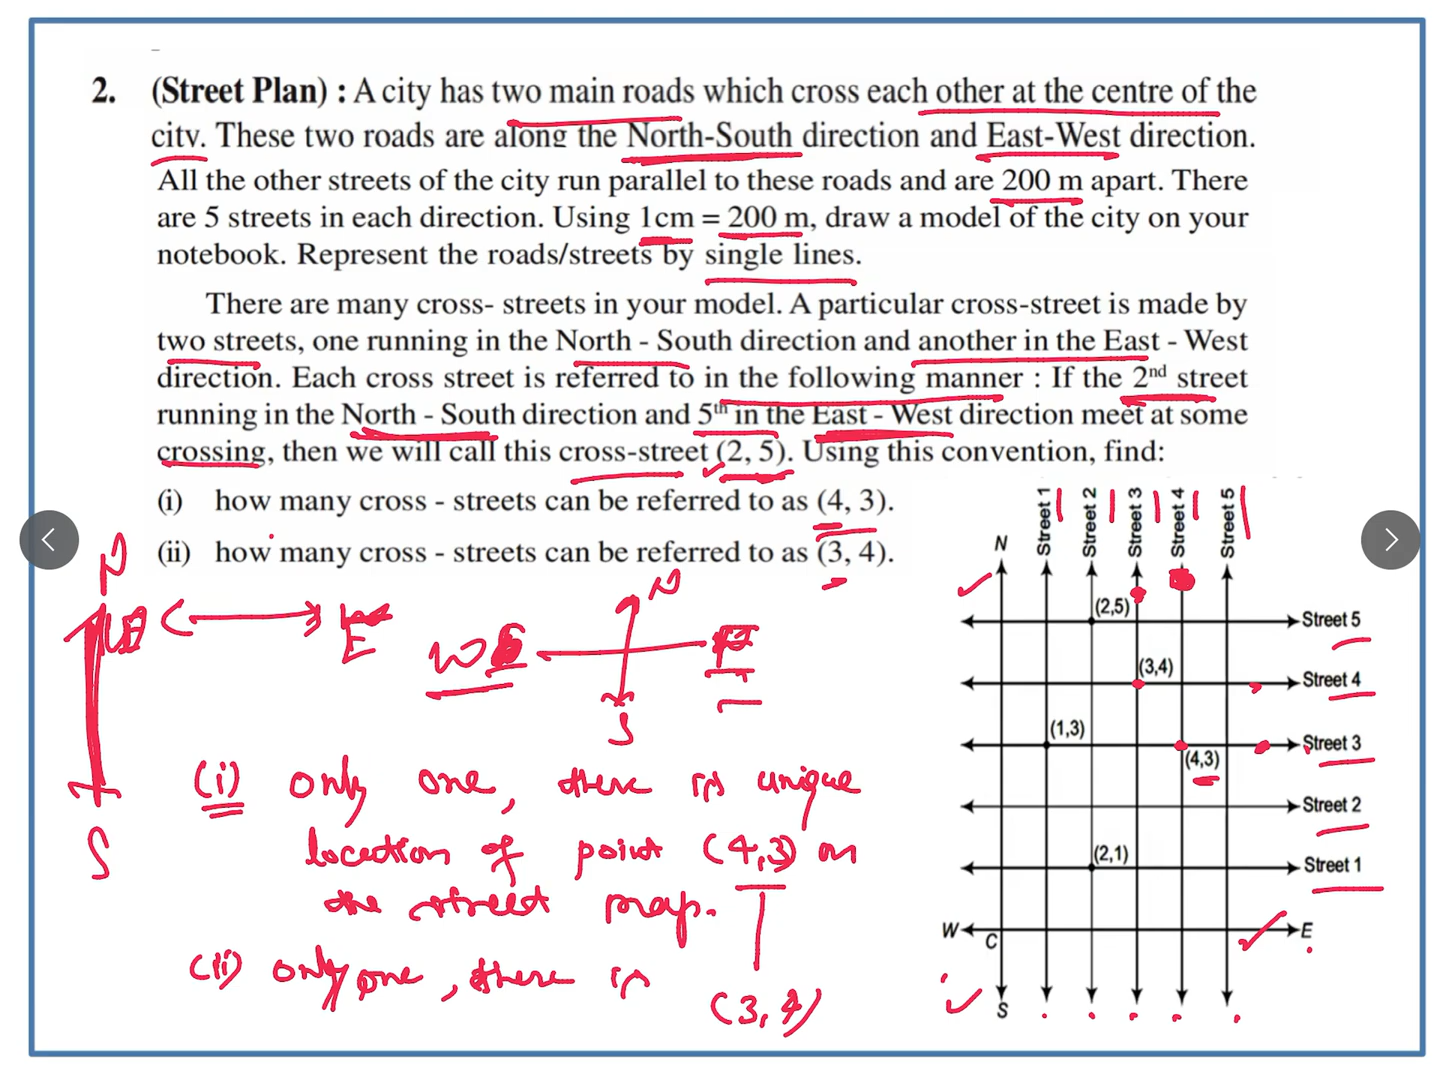 2. (Street Plan) : A city has two main roads which cross each other at the centre of the
city. These two roads are along the North-South direction and East-West direction.
All the other streets of the city run parallel to these roads and are 200 m apart. There
are 5 streets in each direction. Using 1cm = 200 m, draw a model of the city on your
notebook. Represent the roads/streets by single lines.
There are many cross- streets in your model. A particular cross-street is made by
two streets, one running in the North - South direction and another in the East - West
direction. Each cross street is referred to in the following manner : If the 2nd street
running in the North - South direction and 5th in the East - West direction meet at some
crossing, then we will call this cross-street (2, 5). Using this convention, find:
(i) how many cross - streets can be referred to as (4, 3).
(ii) how many cross - streets can be referred to as (3, 4).
N
E
S
N
W
S
(i) only one, there is unique
location of point (4,3) on
the street map.
(ii) only one, there is
(3,4)
Street 1
Street 2
Street 3
Street 4
Street 5
N
(2,5)
Street 5
(3,4)
Street 4
(1,3)
Street 3
(4,3)
Street 2
(2,1)
Street 1
W
C
E
S